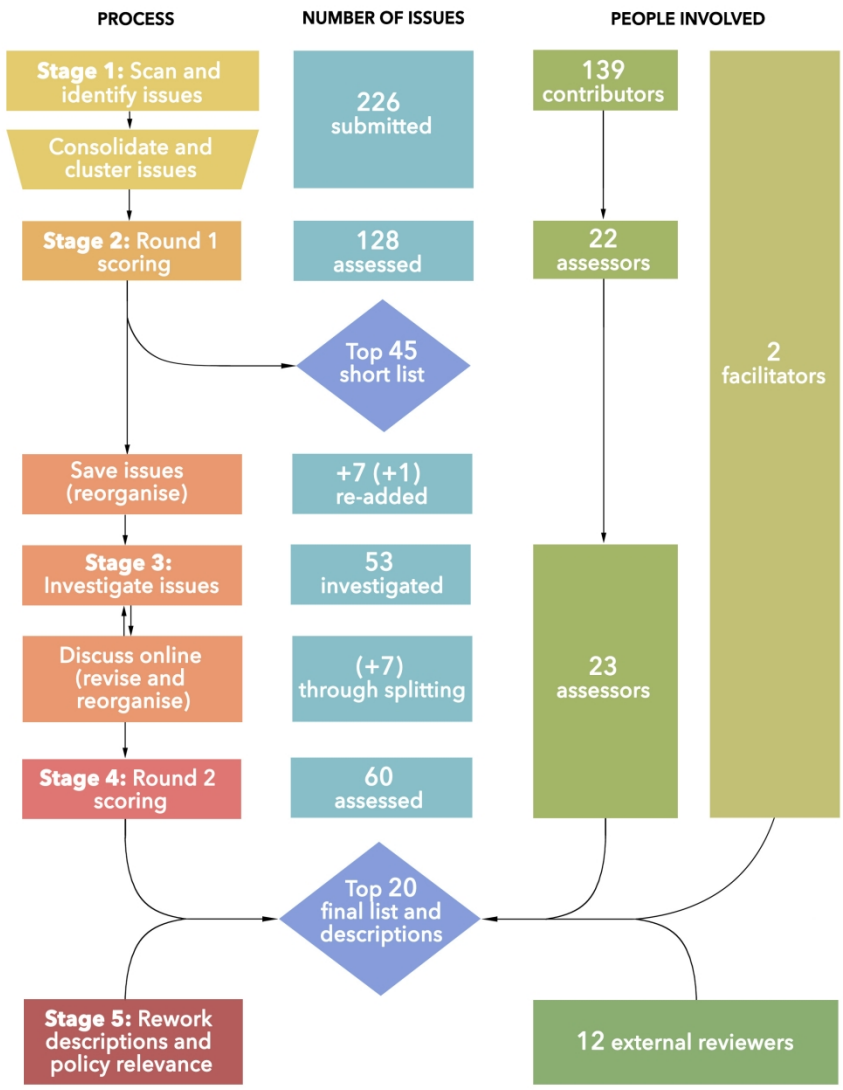 PROCESS
NUMBER OF ISSUES
PEOPLE INVOLVED
Stage 1: Scan and
identify issues
226
submitted
139
contributors
Consolidate and
cluster issues
Stage 2: Round 1
scoring
128
assessed
22
assessors
2
facilitators
Top 45
short list
Save issues
(reorganise)
+7 (+1)
re-added
Stage 3:
Investigate issues
53
investigated
Discuss online
(revise and
reorganise)
(+7)
through splitting
23
assessors
Stage 4: Round 2
scoring
60
assessed
Top 20
final list and
descriptions
Stage 5: Rework
descriptions and
policy relevance
12 external reviewers